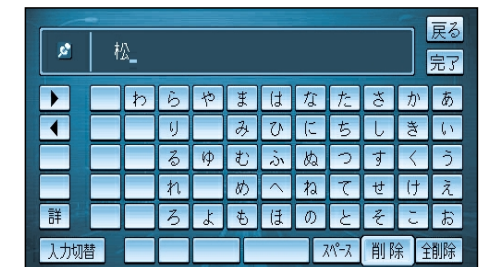 戻る
松_
完了
▶ わ ら や ま は な た さ か あ
◀ り み ひ に ち し き い
る ゆ む ふ ぬ つ す く う
れ め へ ね て せ け え
詳 ろ よ も ほ の と そ こ お
入力切替 スペース 削除 全削除